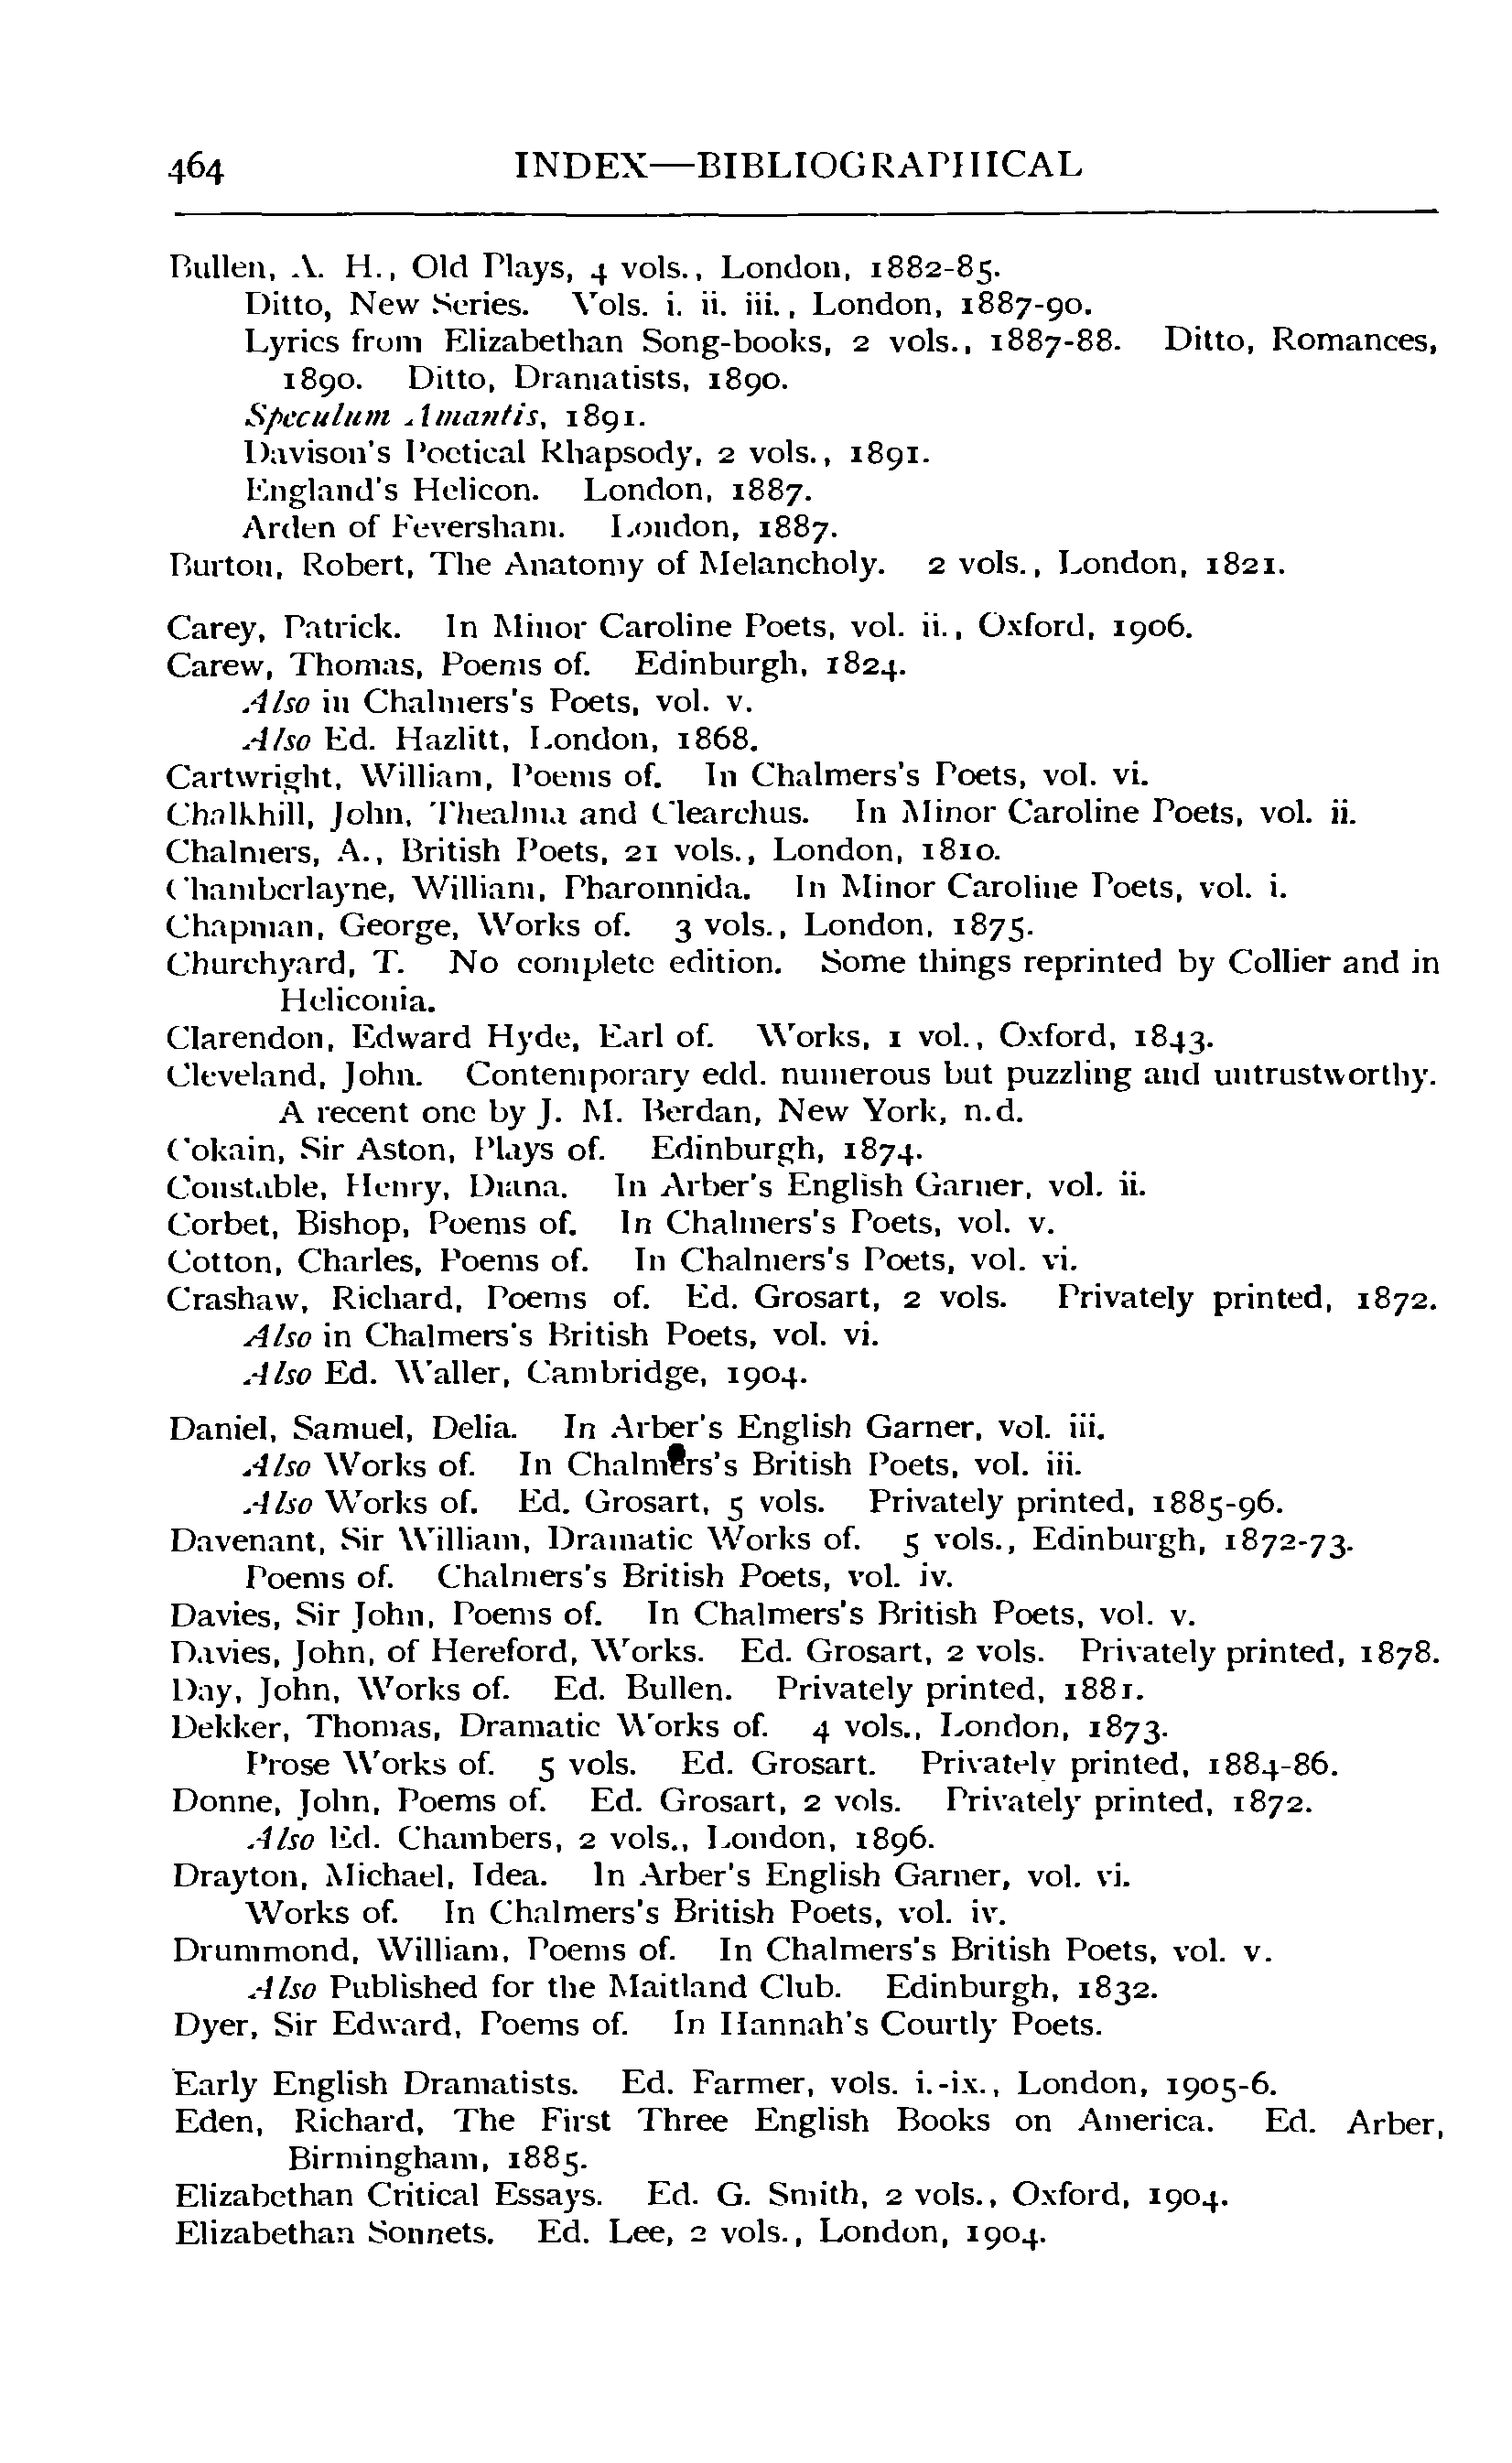 464 INDEX—BIBLIOGRAPHICAL
Bullen, A. H., Old Plays, 4 vols., London, 1882-85.
Ditto, New Series. Vols. i. ii. iii., London, 1887-90.
Lyrics from Elizabethan Song-books, 2 vols., 1887-88. Ditto, Romances,
1890. Ditto, Dramatists, 1890.
Speculum Amantis, 1891.
Davison's Poetical Rhapsody, 2 vols., 1891.
England's Helicon. London, 1887.
Arden of Feversham. London, 1887.
Burton, Robert, The Anatomy of Melancholy. 2 vols., London, 1821.
Carey, Patrick. In Minor Caroline Poets, vol. ii., Oxford, 1906.
Carew, Thomas, Poems of. Edinburgh, 1824.
Also in Chalmers's Poets, vol. v.
Also Ed. Hazlitt, London, 1868.
Cartwright, William, Poems of. In Chalmers's Poets, vol. vi.
Chalkhill, John, Thealma and Clearchus. In Minor Caroline Poets, vol. ii.
Chalmers, A., British Poets, 21 vols., London, 1810.
Chamberlayne, William, Pharonnida. In Minor Caroline Poets, vol. i.
Chapman, George, Works of. 3 vols., London, 1875.
Churchyard, T. No complete edition. Some things reprinted by Collier and in
Heliconia.
Clarendon, Edward Hyde, Earl of. Works, 1 vol., Oxford, 1843.
Cleveland, John. Contemporary edd. numerous but puzzling and untrustworthy.
A recent one by J. M. Berdan, New York, n.d.
Cokain, Sir Aston, Plays of. Edinburgh, 1874.
Constable, Henry, Diana. In Arber's English Garner, vol. ii.
Corbet, Bishop, Poems of. In Chalmers's Poets, vol. v.
Cotton, Charles, Poems of. In Chalmers's Poets, vol. vi.
Crashaw, Richard, Poems of. Ed. Grosart, 2 vols. Privately printed, 1872.
Also in Chalmers's British Poets, vol. vi.
Also Ed. Waller, Cambridge, 1904.
Daniel, Samuel, Delia. In Arber's English Garner, vol. iii.
Also Works of. In Chalmers's British Poets, vol. iii.
Also Works of. Ed. Grosart, 5 vols. Privately printed, 1885-96.
Davenant, Sir William, Dramatic Works of. 5 vols., Edinburgh, 1872-73.
Poems of. Chalmers's British Poets, vol. iv.
Davies, Sir John, Poems of. In Chalmers's British Poets, vol. v.
Davies, John, of Hereford, Works. Ed. Grosart, 2 vols. Privately printed, 1878.
Day, John, Works of. Ed. Bullen. Privately printed, 1881.
Dekker, Thomas, Dramatic Works of. 4 vols., London, 1873.
Prose Works of. 5 vols. Ed. Grosart. Privately printed, 1884-86.
Donne, John, Poems of. Ed. Grosart, 2 vols. Privately printed, 1872.
Also Ed. Chambers, 2 vols., London, 1896.
Drayton, Michael, Idea. In Arber's English Garner, vol. vi.
Works of. In Chalmers's British Poets, vol. iv.
Drummond, William, Poems of. In Chalmers's British Poets, vol. v.
Also Published for the Maitland Club. Edinburgh, 1832.
Dyer, Sir Edward, Poems of. In Hannah's Courtly Poets.
Early English Dramatists. Ed. Farmer, vols. i.-ix., London, 1905-6.
Eden, Richard, The First Three English Books on America. Ed. Arber,
Birmingham, 1885.
Elizabethan Critical Essays. Ed. G. Smith, 2 vols., Oxford, 1904.
Elizabethan Sonnets. Ed. Lee, 2 vols., London, 1904.